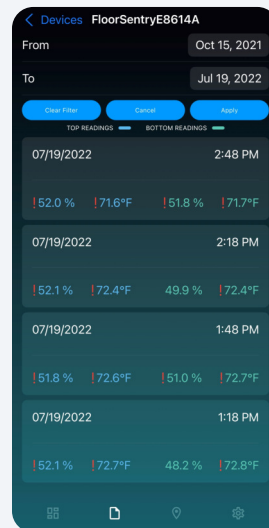 Devices FloorSentryE8614A
From Oct 15, 2021
To Jul 19, 2022
Clear Filter Cancel Apply
TOP READINGS BOTTOM READINGS
07/19/2022 2:48 PM
❗52.0 % ❗71.6°F ❗51.8 % ❗71.7°F
07/19/2022 2:18 PM
❗52.1 % ❗72.4°F 49.9 % ❗72.4°F
07/19/2022 1:48 PM
❗51.8 % ❗72.6°F ❗51.0 % ❗72.7°F
07/19/2022 1:18 PM
❗52.1 % ❗72.7°F 48.2 % ❗72.8°F